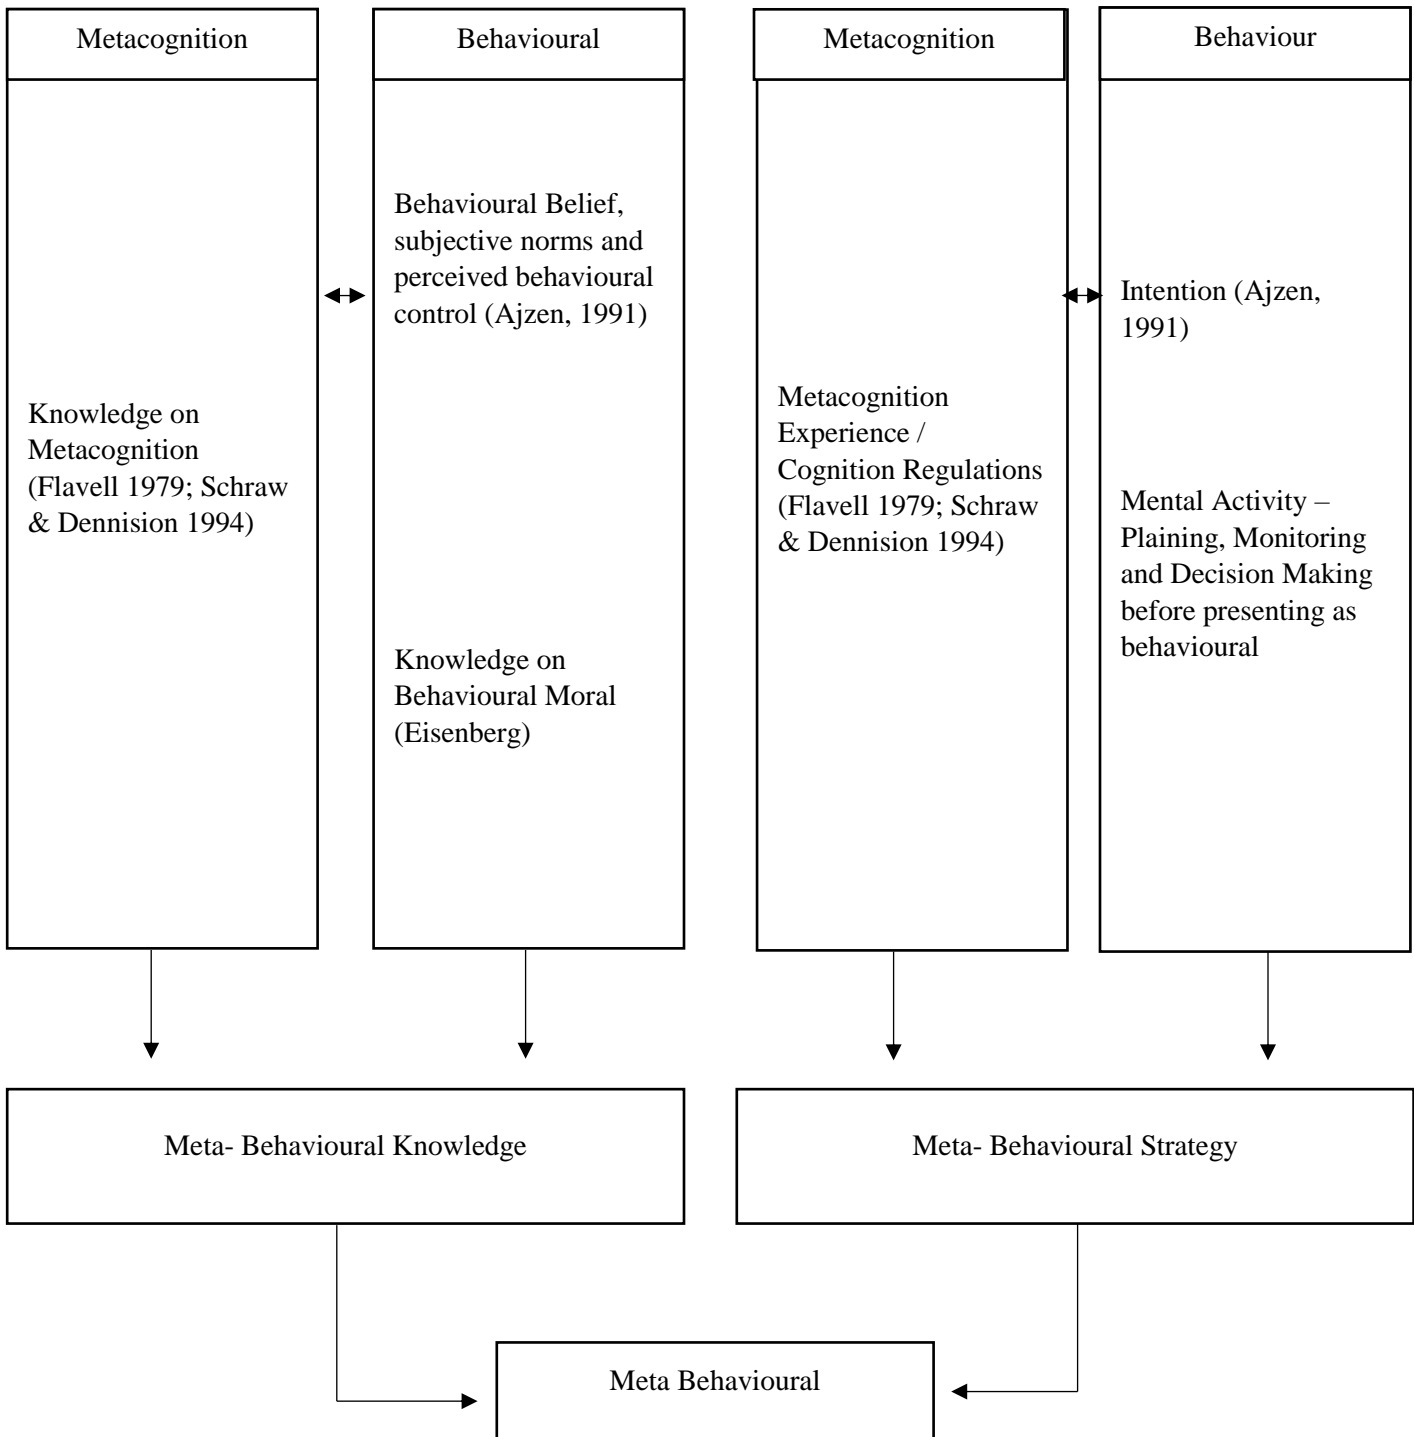 Metacognition
Behavioural
Metacognition
Behaviour
Behavioural Belief,
subjective norms and
perceived behavioural
control (Ajzen, 1991)
Knowledge on
Metacognition
(Flavell 1979; Schraw
& Dennision 1994)
Knowledge on
Behavioural Moral
(Eisenberg)
Metacognition
Experience /
Cognition Regulations
(Flavell 1979; Schraw
& Dennision 1994)
Intention (Ajzen,
1991)
Mental Activity –
Plaining, Monitoring
and Decision Making
before presenting as
behavioural
Meta- Behavioural Knowledge
Meta- Behavioural Strategy
Meta Behavioural